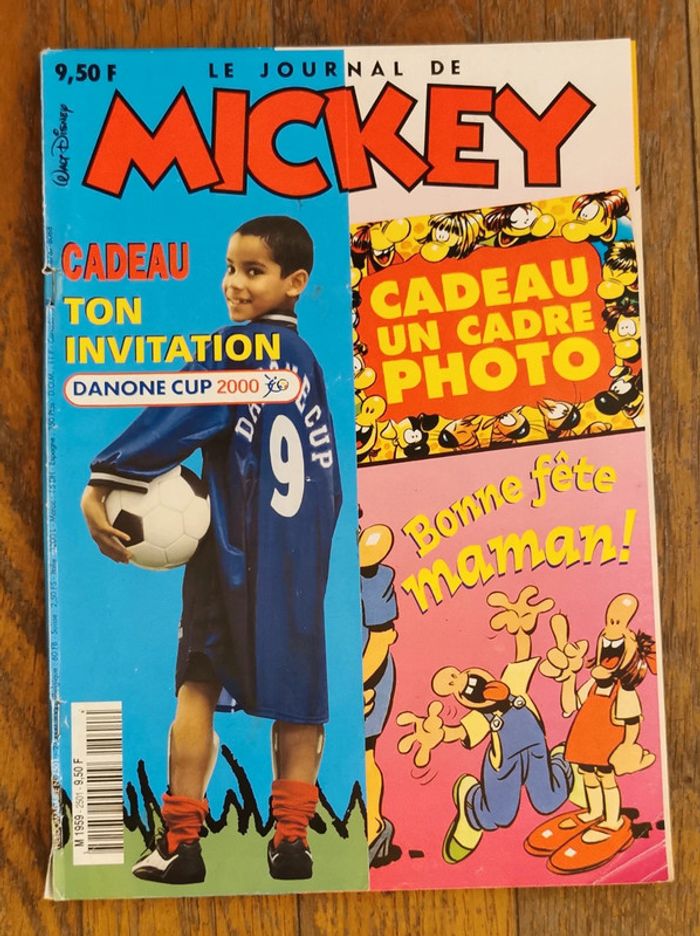 9,50 F
LE JOURNAL DE
MICKEY
WALT DISNEY
CADEAU
TON
INVITATION
DANONE CUP 2000
CADEAU
UN CADRE
PHOTO
Bonne fête
maman!
9
M 1959 - 2501 - 9,50 F